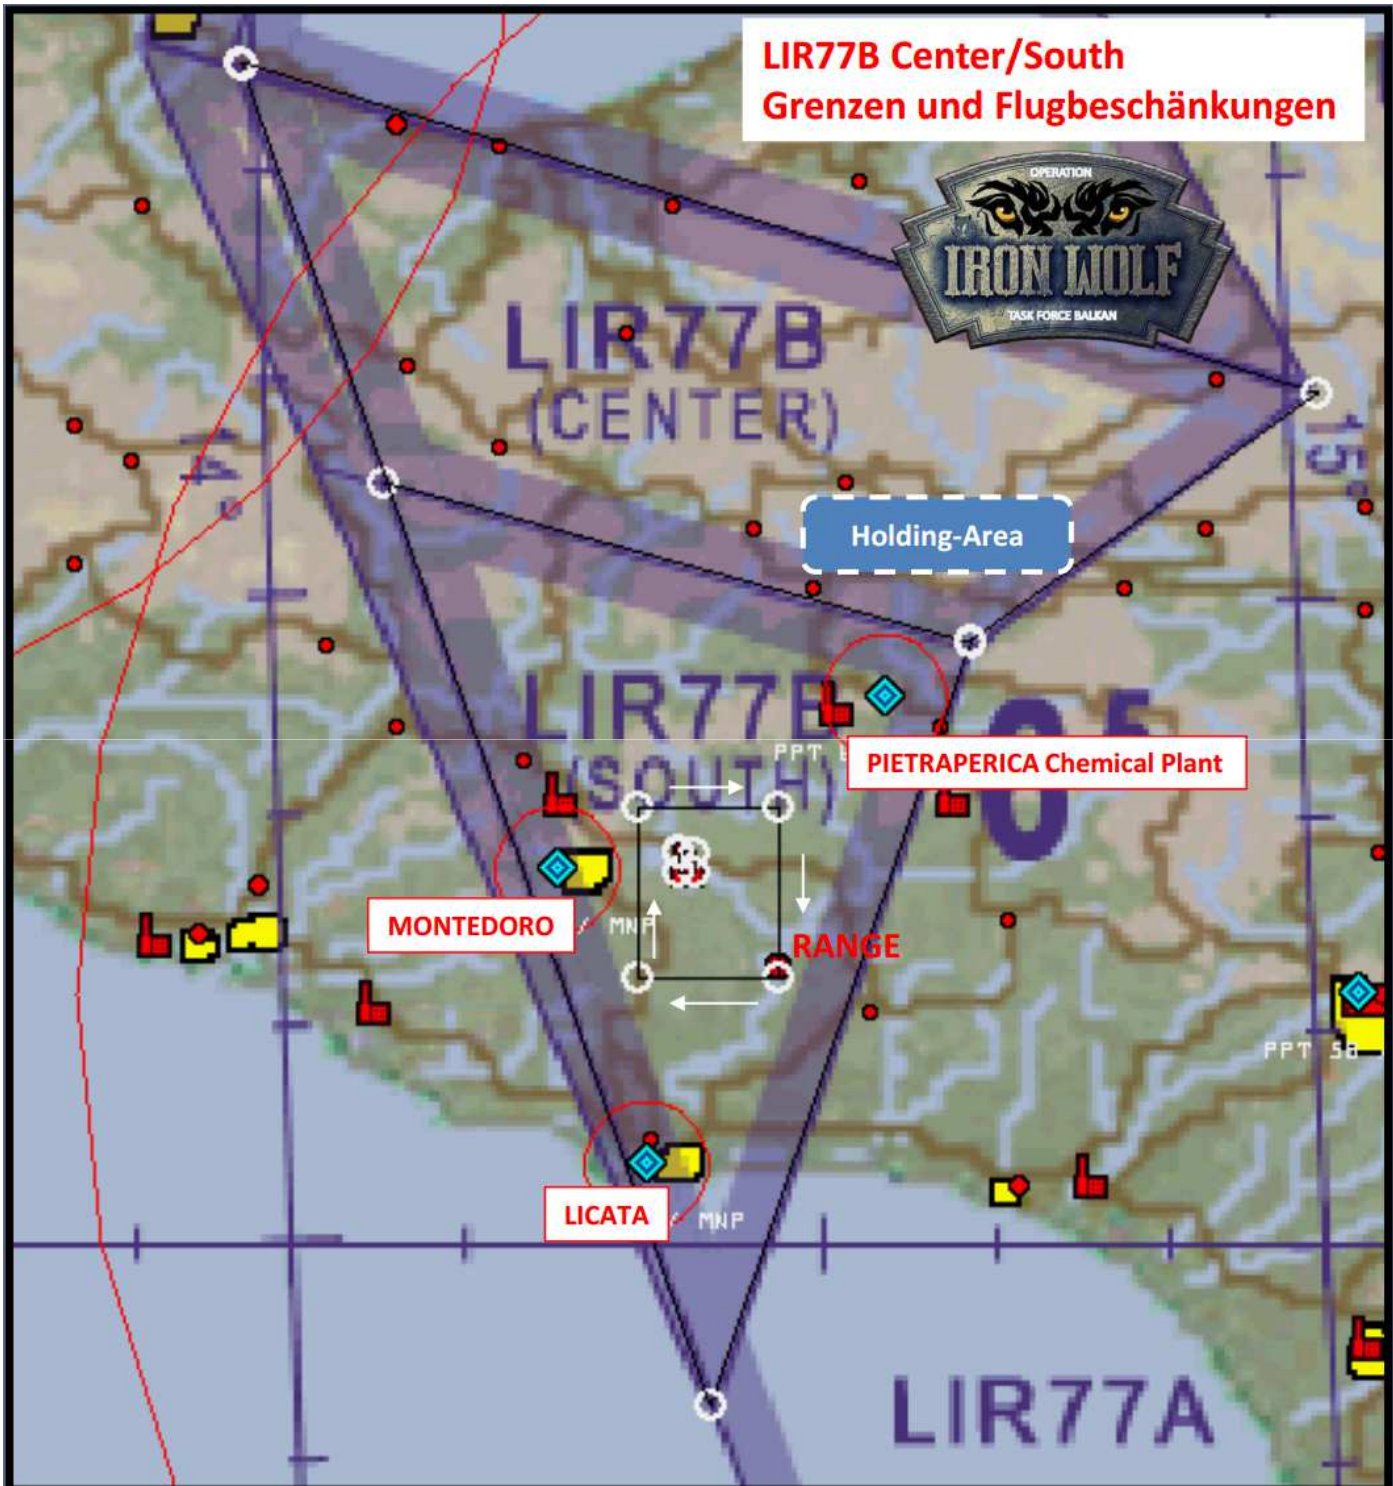 LIR77B Center/South
Grenzen und Flugbeschänkungen
OPERATION
IRON WOLF
TASK FORCE BALKAN
LIR77B
(CENTER)
14°
15°
Holding-Area
LIR77B
(SOUTH)
PPT
PIETRAPERICA Chemical Plant
MONTEDORO
MNP
RANGE
PPT 58
LICATA
MNP
LIR77A